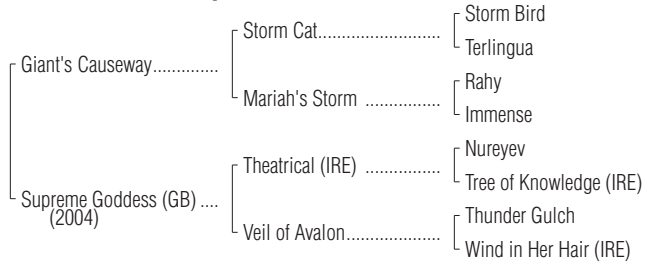 Storm Bird
Storm Cat........................
Terlingua
Giant's Causeway..............
Rahy
Mariah's Storm ................
Immense
Nureyev
Theatrical (IRE) ................
Tree of Knowledge (IRE)
Supreme Goddess (GB) ....
(2004)
Thunder Gulch
Veil of Avalon....................
Wind in Her Hair (IRE)